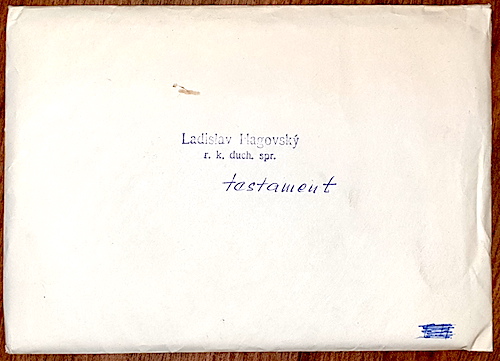 Ladislav Hagovský
r. k. duch. spr.
testament